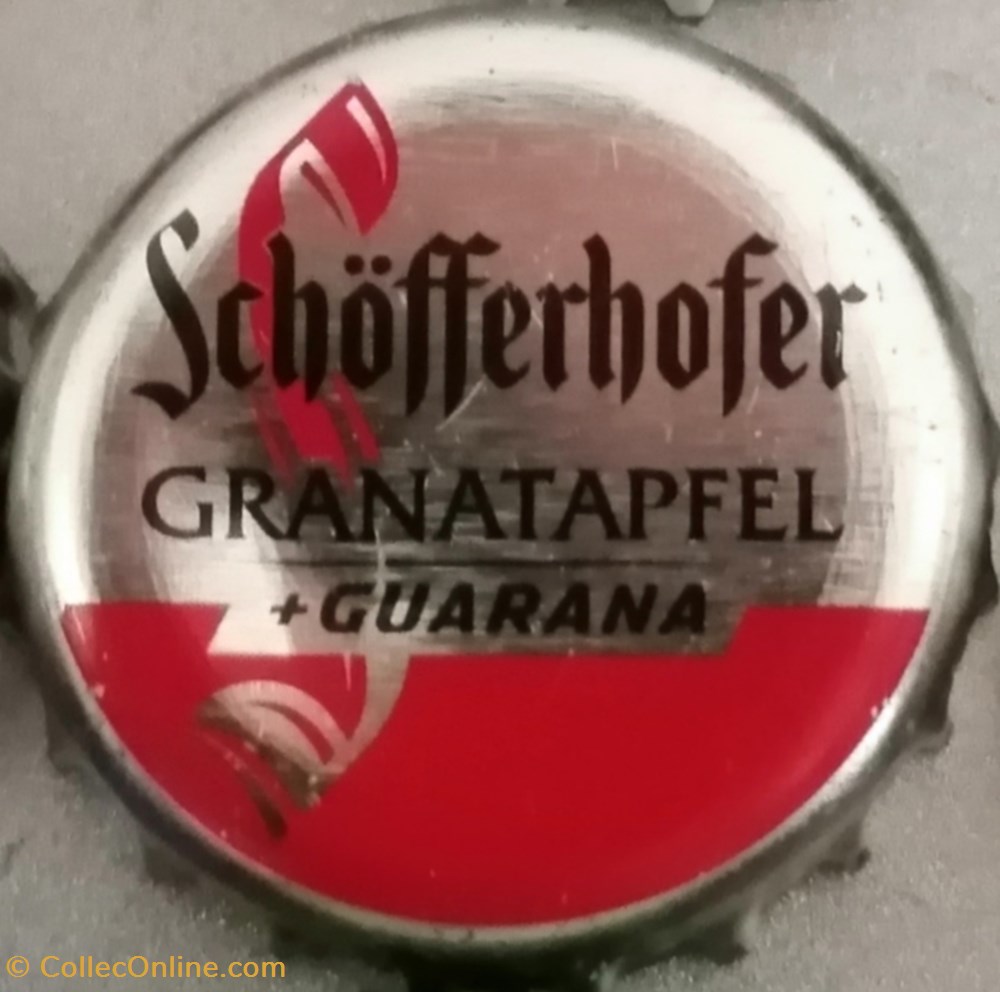 Schöfferhofer
GRANATAPFEL
+GUARANA
© CollecOnline.com